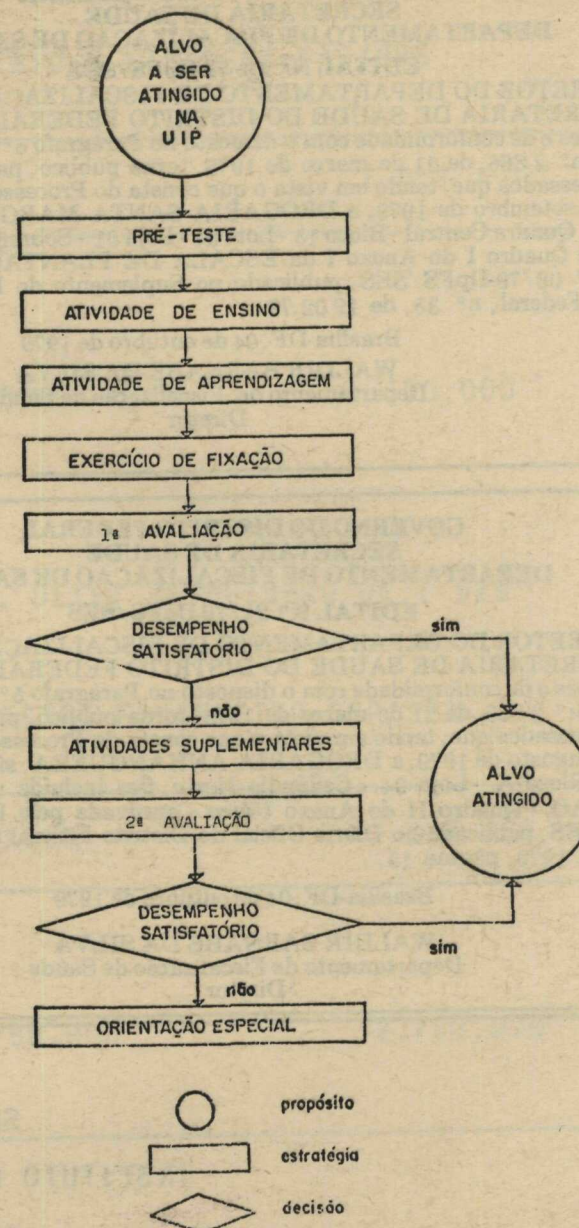 ALVO
A SER
ATINGIDO
NA
UIP
PRÉ-TESTE
ATIVIDADE DE ENSINO
ATIVIDADE DE APRENDIZAGEM
EXERCÍCIO DE FIXAÇÃO
1ª AVALIAÇÃO
DESEMPENHO
SATISFATÓRIO
sim
não
ATIVIDADES SUPLEMENTARES
ALVO
ATINGIDO
2ª AVALIAÇÃO
DESEMPENHO
SATISFATÓRIO
sim
não
ORIENTAÇÃO ESPECIAL
propósito
estratégia
decisão